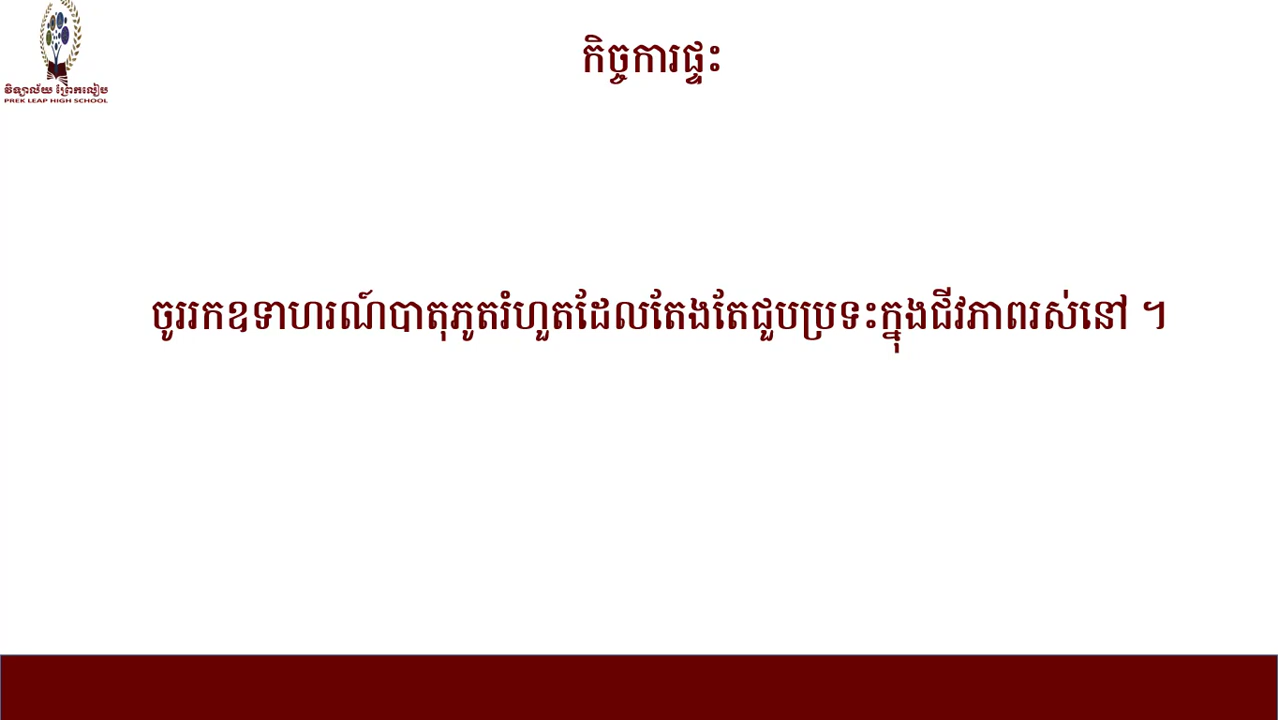 វិទ្យាល័យ ព្រែកលៀប
PREK LEAP HIGH SCHOOL
កិច្ចការផ្ទះ
ចូររកឧទាហរណ៍បាតុភូតរំហួតដែលតែងតែជួបប្រទះក្នុងជីវភាពរស់នៅ ។